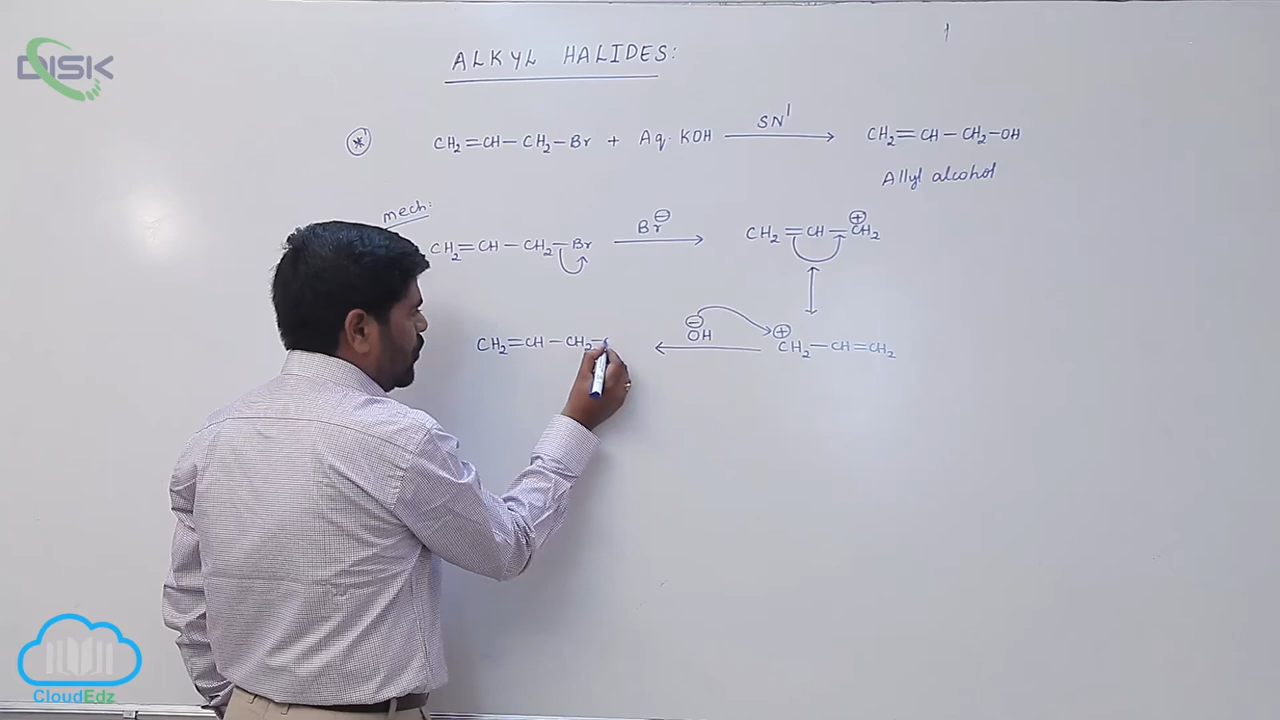 DISK
ALKYL HALIDES:
* CH₂=CH-CH₂-Br + Aq. KOH SN¹ CH₂=CH-CH₂-OH
Allyl alcohol
mech:
CH₂=CH-CH₂-Br Br⊖ CH₂=CH-CH₂⊕
CH₂=CH-CH₂- ⊖OH ⊕CH₂-CH=CH₂
CloudEdz